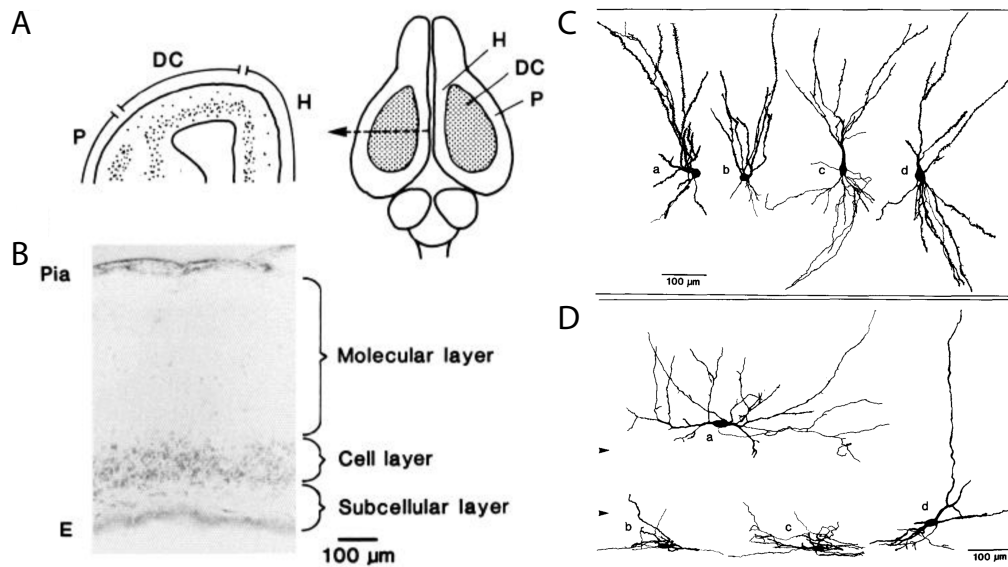 A
DC
P
H
H
DC
P
B
Pia
Molecular layer
Cell layer
Subcellular layer
E
100 μm
C
a
b
c
d
100 μm
D
a
b
c
d
100 μm